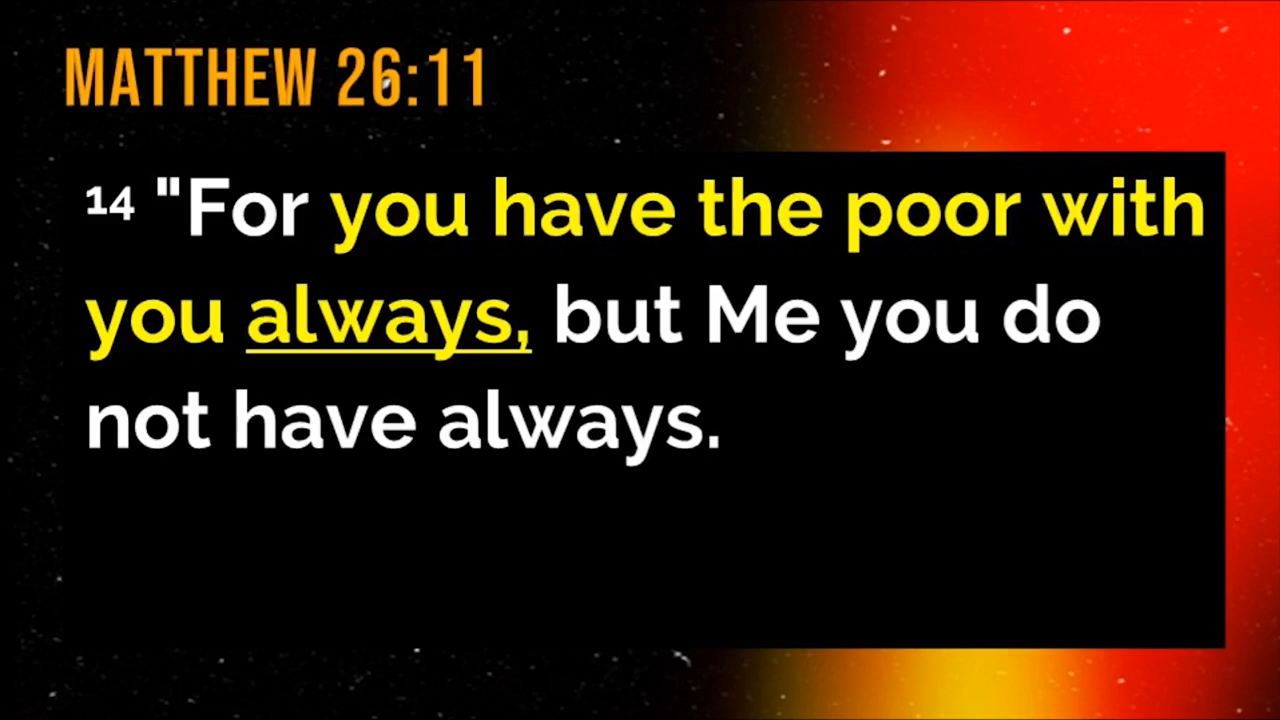 MATTHEW 26:11
14 "For you have the poor with
you always, but Me you do
not have always.